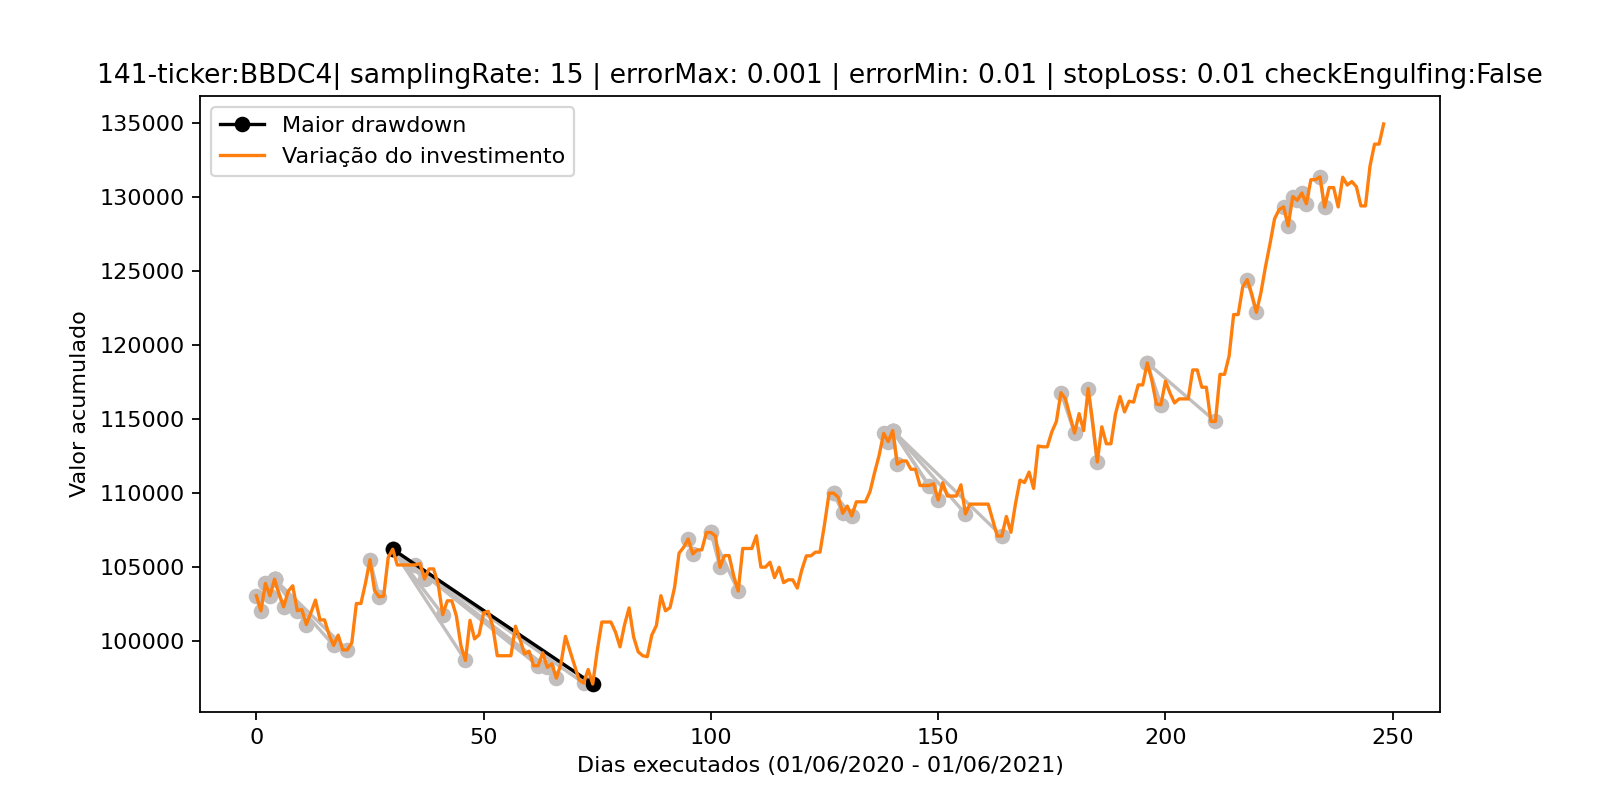 141-ticker:BBDC4| samplingRate: 15 | errorMax: 0.001 | errorMin: 0.01 | stopLoss: 0.01 checkEngulfing:False
Maior drawdown
Variação do investimento
135000
130000
125000
120000
115000
110000
105000
100000
Valor acumulado
0 50 100 150 200 250
Dias executados (01/06/2020 - 01/06/2021)